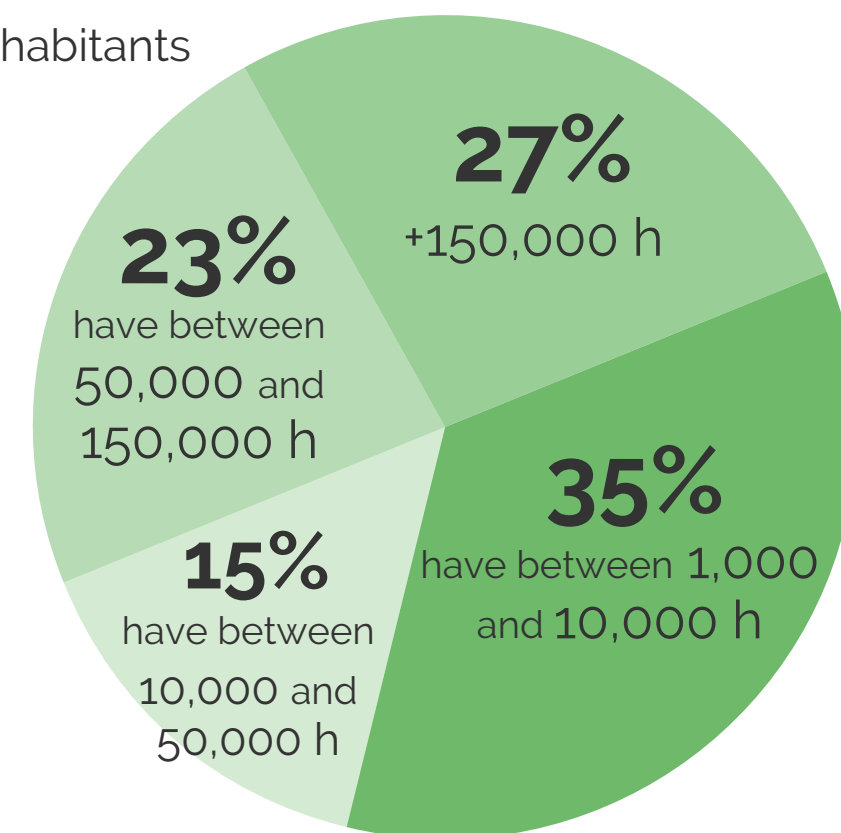 habitants
27%
+150,000 h
23%
have between
50,000 and
150,000 h
35%
have between 1,000
and 10,000 h
15%
have between
10,000 and
50,000 h